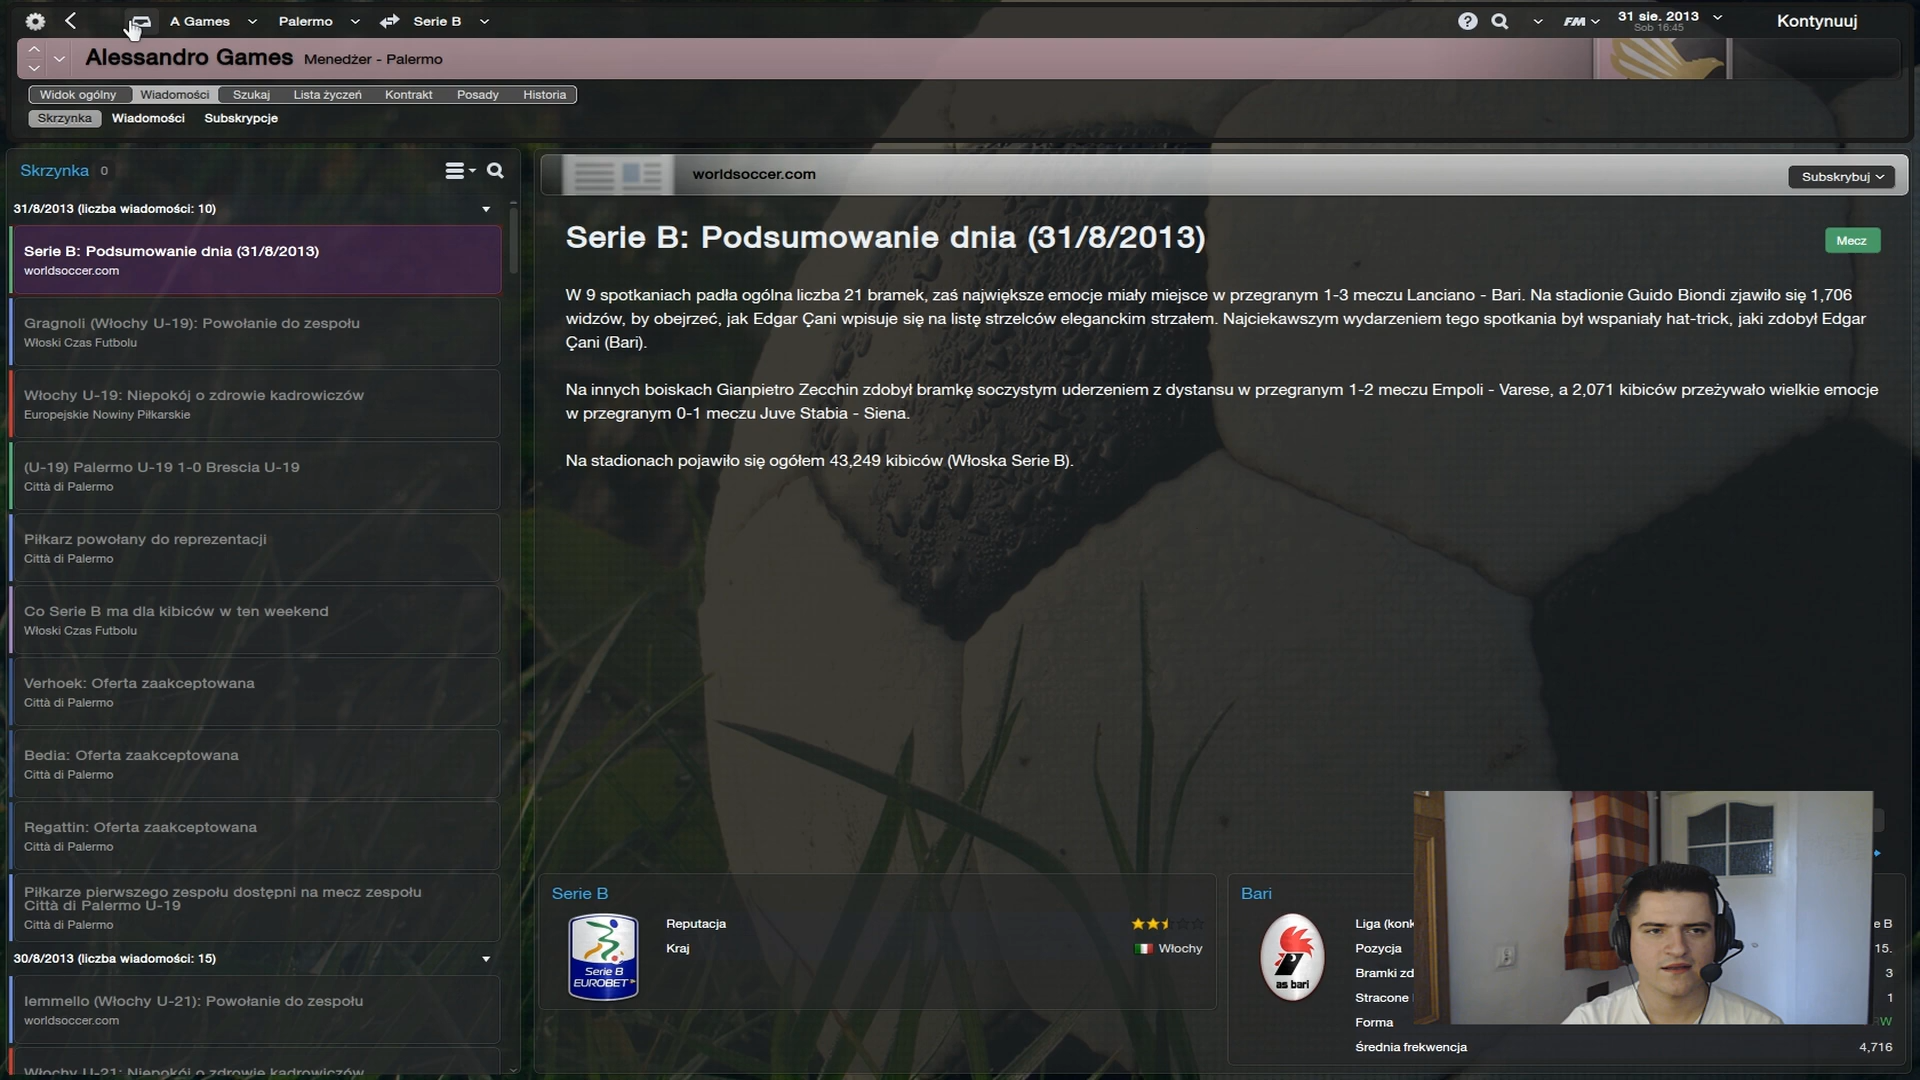 A Games
Palermo
Serie B
FM
31 sie. 2013
Sob 16:45
Kontynuuj
Alessandro Games
Menedżer - Palermo
Widok ogólny
Wiadomości
Szukaj
Lista życzeń
Kontrakt
Posady
Historia
Skrzynka
Wiadomości
Subskrypcje
Skrzynka 0
31/8/2013 (liczba wiadomości: 10)
Serie B: Podsumowanie dnia (31/8/2013)
worldsoccer.com
Gragnoli (Włochy U-19): Powołanie do zespołu
Włoski Czas Futbolu
Włochy U-19: Niepokój o zdrowie kadrowiczów
Europejskie Nowiny Piłkarskie
(U-19) Palermo U-19 1-0 Brescia U-19
Città di Palermo
Piłkarz powołany do reprezentacji
Città di Palermo
Co Serie B ma dla kibiców w ten weekend
Włoski Czas Futbolu
Verhoek: Oferta zaakceptowana
Città di Palermo
Bedia: Oferta zaakceptowana
Città di Palermo
Regattin: Oferta zaakceptowana
Città di Palermo
Piłkarze pierwszego zespołu dostępni na mecz zespołu
Città di Palermo U-19
Città di Palermo
30/8/2013 (liczba wiadomości: 15)
Iemmello (Włochy U-21): Powołanie do zespołu
worldsoccer.com
Włochy U-21: Niepokój o zdrowie kadrowiczów
worldsoccer.com
Subskrybuj
Serie B: Podsumowanie dnia (31/8/2013)
Mecz
W 9 spotkaniach padła ogólna liczba 21 bramek, zaś największe emocje miały miejsce w przegranym 1-3 meczu Lanciano - Bari. Na stadionie Guido Biondi zjawiło się 1,706
widzów, by obejrzeć, jak Edgar Çani wpisuje się na listę strzelców eleganckim strzałem. Najciekawszym wydarzeniem tego spotkania był wspaniały hat-trick, jaki zdobył Edgar
Çani (Bari).
Na innych boiskach Gianpietro Zecchin zdobył bramkę soczystym uderzeniem z dystansu w przegranym 1-2 meczu Empoli - Varese, a 2,071 kibiców przeżywało wielkie emocje
w przegranym 0-1 meczu Juve Stabia - Siena.
Na stadionach pojawiło się ogółem 43,249 kibiców (Włoska Serie B).
Serie B
Serie B
EUROBET
Reputacja
Kraj
Włochy
Bari
as bari
Liga (konk
e B
Pozycja
15.
Bramki zd
3
Stracone
1
Forma
W
Średnia frekwencja
4,716